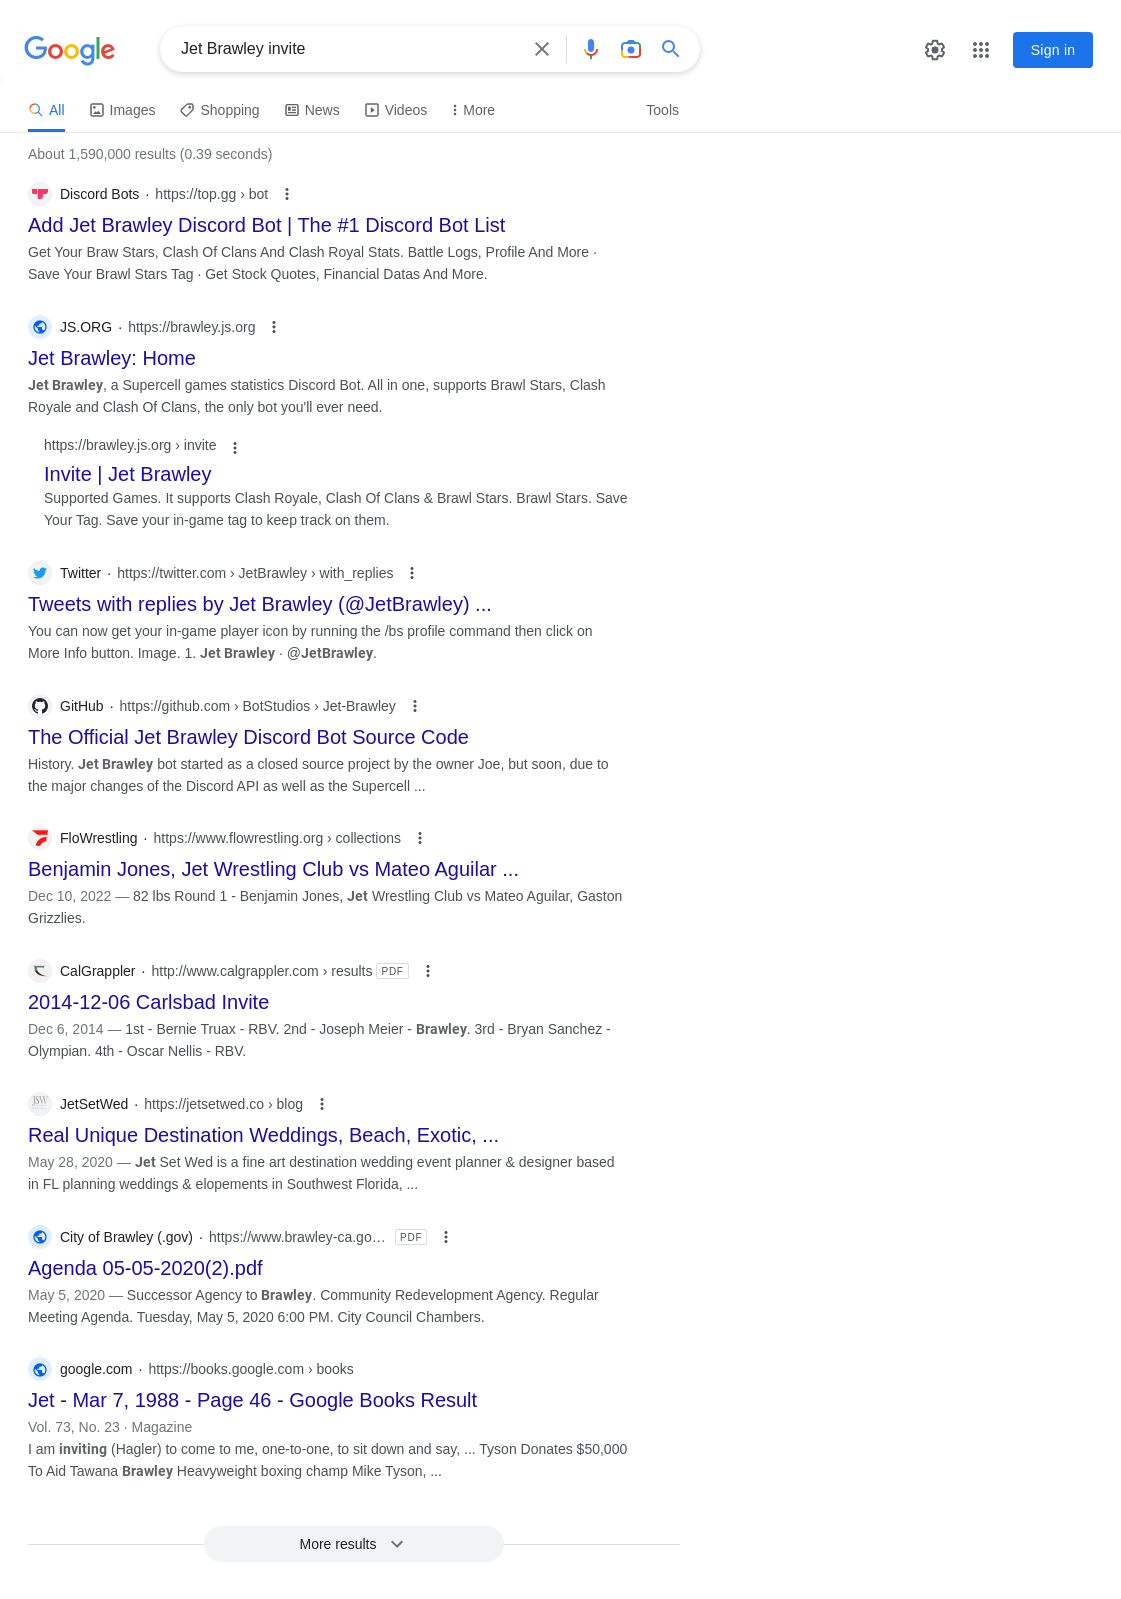 Google
Jet Brawley invite
Sign in
All
Images
Shopping
News
Videos
More
Tools
About 1,590,000 results (0.39 seconds)
Discord Bots · https://top.gg › bot
Add Jet Brawley Discord Bot | The #1 Discord Bot List
Get Your Braw Stars, Clash Of Clans And Clash Royal Stats. Battle Logs, Profile And More ·
Save Your Brawl Stars Tag · Get Stock Quotes, Financial Datas And More.
JS.ORG · https://brawley.js.org
Jet Brawley: Home
Jet Brawley, a Supercell games statistics Discord Bot. All in one, supports Brawl Stars, Clash
Royale and Clash Of Clans, the only bot you'll ever need.
https://brawley.js.org › invite
Invite | Jet Brawley
Supported Games. It supports Clash Royale, Clash Of Clans & Brawl Stars. Brawl Stars. Save
Your Tag. Save your in-game tag to keep track on them.
Twitter · https://twitter.com › JetBrawley › with_replies
Tweets with replies by Jet Brawley (@JetBrawley) ...
You can now get your in-game player icon by running the /bs profile command then click on
More Info button. Image. 1. Jet Brawley · @JetBrawley.
GitHub · https://github.com › BotStudios › Jet-Brawley
The Official Jet Brawley Discord Bot Source Code
History. Jet Brawley bot started as a closed source project by the owner Joe, but soon, due to
the major changes of the Discord API as well as the Supercell ...
FloWrestling · https://www.flowrestling.org › collections
Benjamin Jones, Jet Wrestling Club vs Mateo Aguilar ...
Dec 10, 2022 — 82 lbs Round 1 - Benjamin Jones, Jet Wrestling Club vs Mateo Aguilar, Gaston
Grizzlies.
CalGrappler · http://www.calgrappler.com › results PDF
2014-12-06 Carlsbad Invite
Dec 6, 2014 — 1st - Bernie Truax - RBV. 2nd - Joseph Meier - Brawley. 3rd - Bryan Sanchez -
Olympian. 4th - Oscar Nellis - RBV.
JSW
JetSetWed · https://jetsetwed.co › blog
Real Unique Destination Weddings, Beach, Exotic, ...
May 28, 2020 — Jet Set Wed is a fine art destination wedding event planner & designer based
in FL planning weddings & elopements in Southwest Florida, ...
City of Brawley (.gov) · https://www.brawley-ca.go… PDF
Agenda 05-05-2020(2).pdf
May 5, 2020 — Successor Agency to Brawley. Community Redevelopment Agency. Regular
Meeting Agenda. Tuesday, May 5, 2020 6:00 PM. City Council Chambers.
google.com · https://books.google.com › books
Jet - Mar 7, 1988 - Page 46 - Google Books Result
Vol. 73, No. 23 · Magazine
I am inviting (Hagler) to come to me, one-to-one, to sit down and say, ... Tyson Donates $50,000
To Aid Tawana Brawley Heavyweight boxing champ Mike Tyson, ...
More results